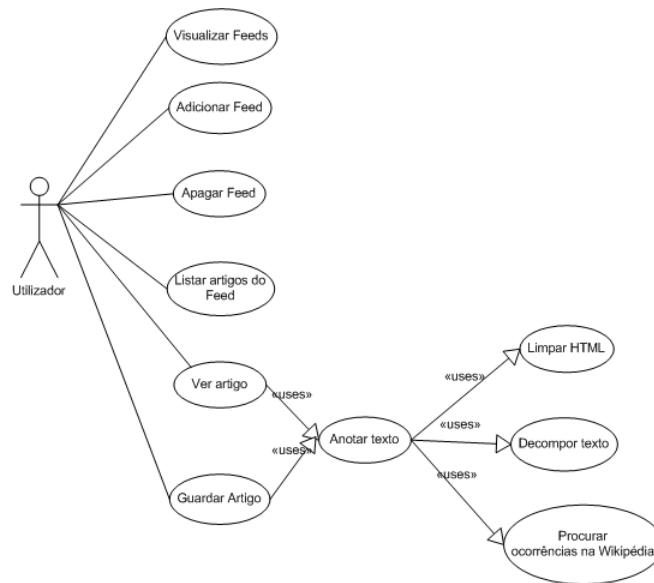 Visualizar Feeds
Adicionar Feed
Apagar Feed
Utilizador
Listar artigos do
Feed
Limpar HTML
Ver artigo
«uses»
«uses»
Anotar texto
«uses»
Decompor texto
«uses»
«uses»
Guardar Artigo
Procurar
ocorrências na Wikipédia